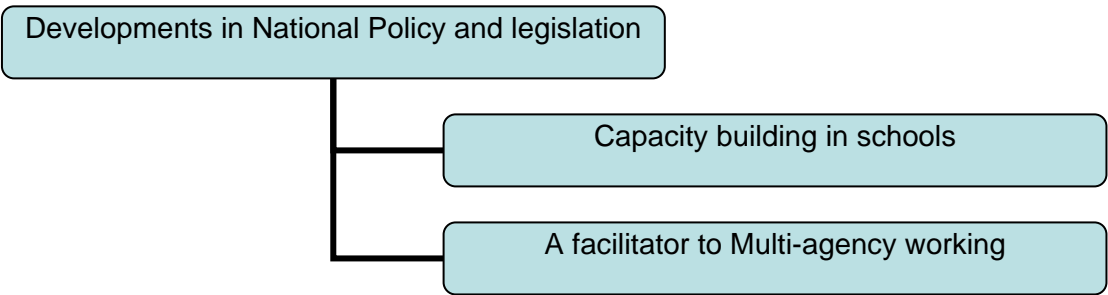 Developments in National Policy and legislation
Capacity building in schools
A facilitator to Multi-agency working